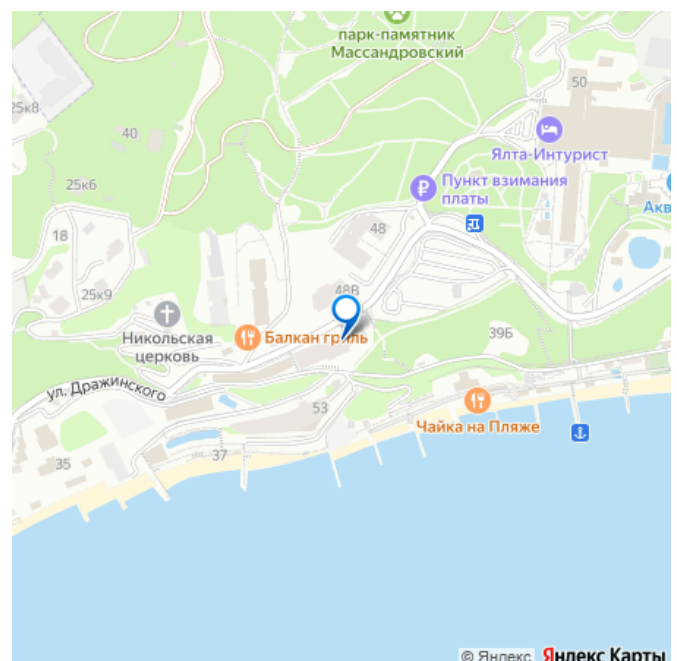 парк-памятник
Массандровский
25к8
40
50
Ялта-Интурист
25к6
Пункт взимания
платы
18
48
Акв
25к9
48В
Никольская
церковь
Балкан гриль
39Б
ул. Дражинского
53
Чайка на Пляже
35
37
© Яндекс Яндекс Карты